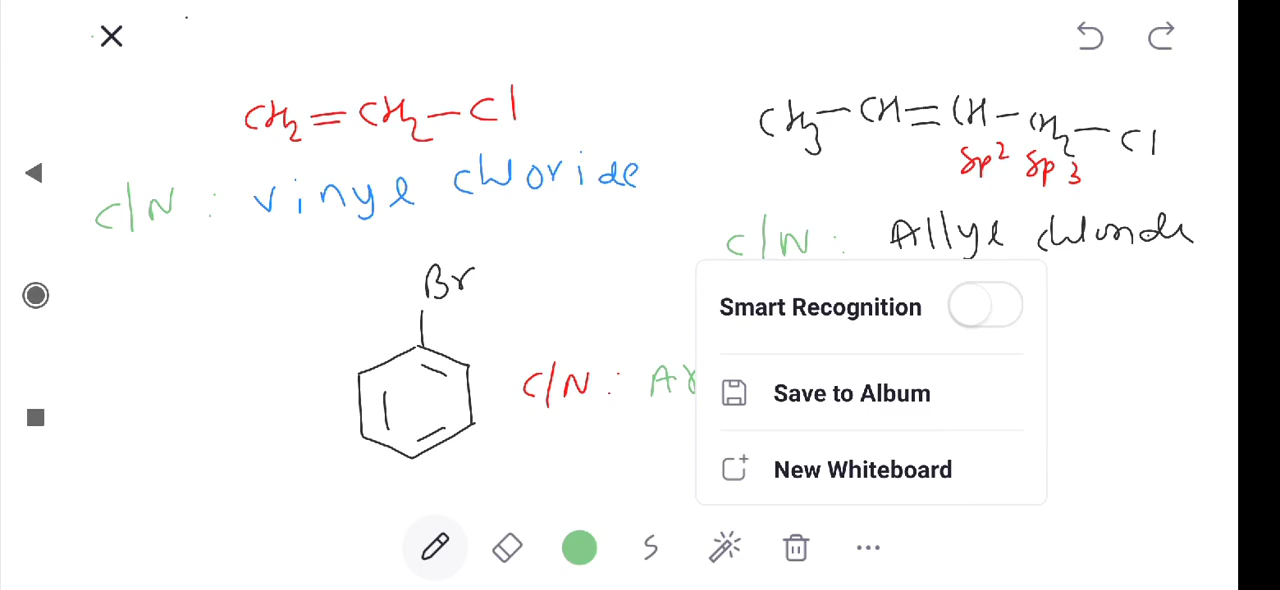 CH2=CH2-Cl
C/N: vinyl chloride
CH3-CH=CH-CH2-Cl
Sp2 Sp3
C/N: Allyl chloride
Br
C/N: Ar
Smart Recognition
Save to Album
New Whiteboard
S